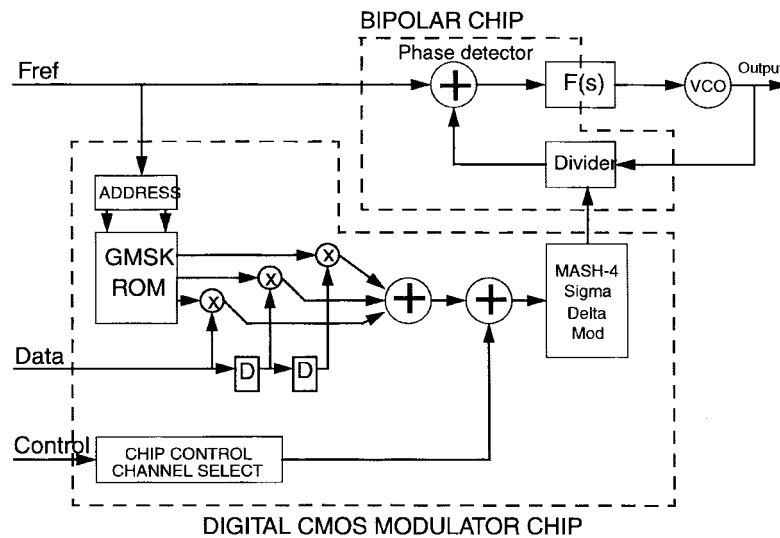 BIPOLAR CHIP
Phase detector
Fref
F(s)
VCO
Output
Divider
ADDRESS
GMSK
ROM
X
X
X
MASH-4
Sigma
Delta
Mod
Data
D
D
Control
CHIP CONTROL
CHANNEL SELECT
DIGITAL CMOS MODULATOR CHIP